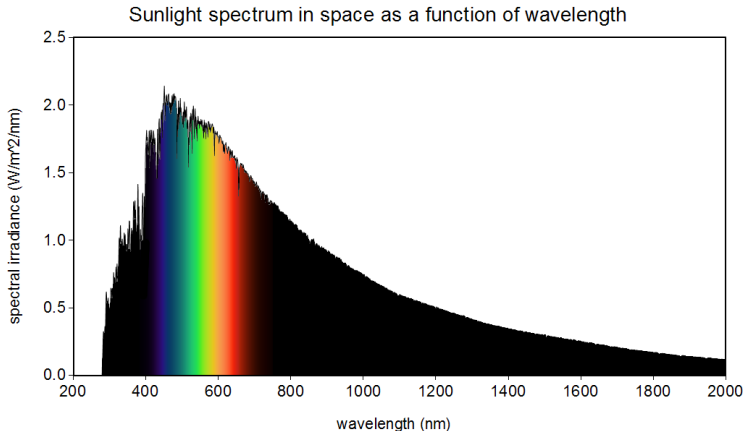 Sunlight spectrum in space as a function of wavelength
spectral irradiance (W/m^2/nm)
2.5
2.0
1.5
1.0
0.5
0.0
200 400 600 800 1000 1200 1400 1600 1800 2000
wavelength (nm)